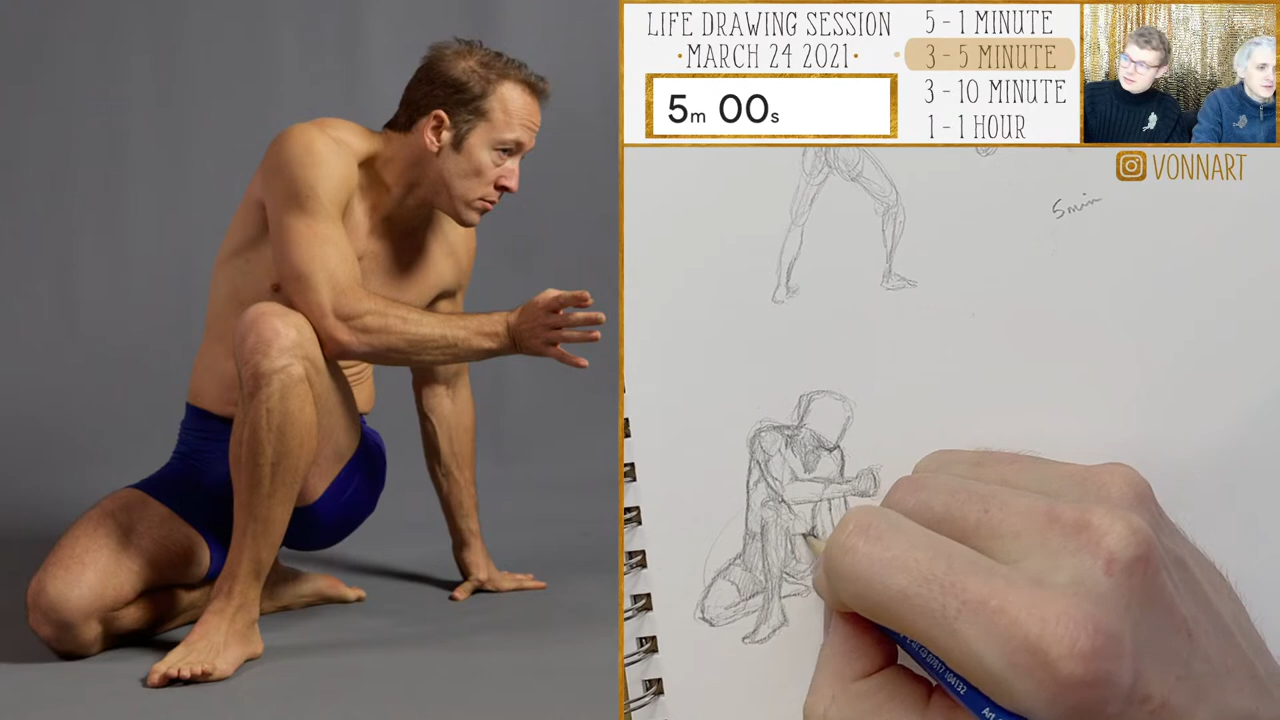 LIFE DRAWING SESSION
·MARCH 24 2021·
5m 00s
5 - 1 MINUTE
3 - 5 MINUTE
3 - 10 MINUTE
1 - 1 HOUR
VONNART
5min